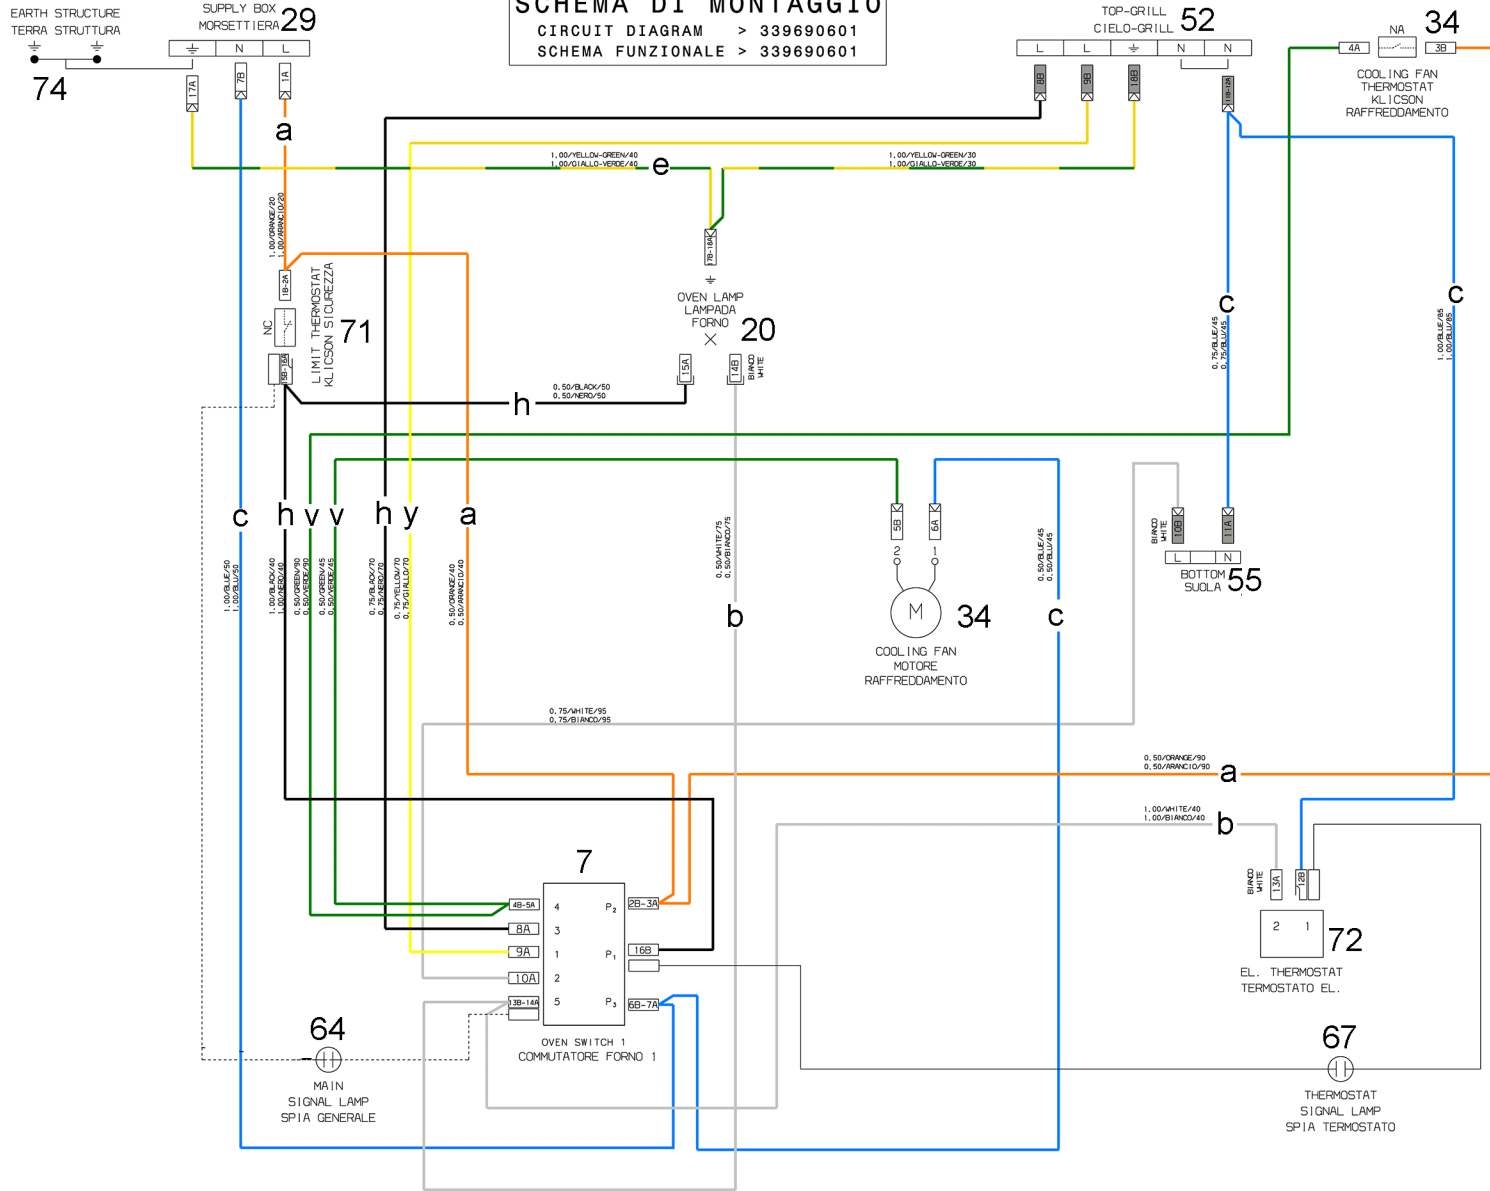 EARTH STRUCTURE
TERRA STRUTTURA
74
SUPPLY BOX
MORSETTIERA 29
N L
17A 7B 1A
SCHEMA DI MONTAGGIO
CIRCUIT DIAGRAM > 339690601
SCHEMA FUNZIONALE > 339690601
TOP-GRILL
CIELO-GRILL 52
L L N N
8B 9B 18B 11B-12A
NA 34
4A 3B
COOLING FAN
THERMOSTAT
KLICSON
RAFFREDDAMENTO
a
1,00/YELLOW-GREEN/40
1,00/GIALLO-VERDE/40
e
1,00/YELLOW-GREEN/30
1,00/GIALLO-VERDE/30
1,00/ORANGE/20
1,00/ARANCIO/20
17B-18A
1B-2A
NC
LIMIT THERMOSTAT
KLICSON SICUREZZA
71
15B-16A
OVEN LAMP
LAMPADA
FORNO
20
15A 14B
BIANCO
WHITE
h
0,50/BLACK/50
0,50/NERO/50
c
0,75/BLUE/45
0,75/BLU/45
c
1,00/BLUE/85
1,00/BLU/85
c h v v h y a
1,00/BLUE/50
1,00/BLU/50
1,00/BLACK/40
1,00/NERO/40
0,50/GREEN/90
0,50/VERDE/90
0,50/GREEN/45
0,50/VERDE/45
0,75/BLACK/70
0,75/NERO/70
0,75/YELLOW/70
0,75/GIALLO/70
0,50/ORANGE/40
0,50/ARANCIO/40
0,50/WHITE/75
0,50/BIANCO/75
b
5B 6A
2 1
M 34
COOLING FAN
MOTORE
RAFFREDDAMENTO
0,50/BLUE/45
0,50/BLU/45
c
BIANCO
WHITE
10B 11A
L N
BOTTOM
SUOLA 55
0,75/WHITE/95
0,75/BIANCO/95
0,50/ORANGE/90
0,50/ARANCIO/90
a
1,00/WHITE/40
1,00/BIANCO/40
b
7
4B-5A 4 P2 2B-3A
8A 3
9A 1 P1 16B
10A 2
13B-14A 5 P3 6B-7A
OVEN SWITCH 1
COMMUTATORE FORNO 1
BIANCO
WHITE
13A 12B
2 1 72
EL. THERMOSTAT
TERMOSTATO EL.
64
MAIN
SIGNAL LAMP
SPIA GENERALE
67
THERMOSTAT
SIGNAL LAMP
SPIA TERMOSTATO